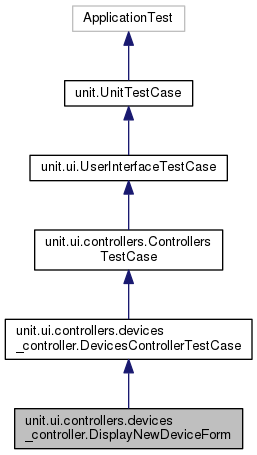 ApplicationTest
unit.UnitTestCase
unit.ui.UserInterfaceTestCase
unit.ui.controllers.Controllers
TestCase
unit.ui.controllers.devices
_controller.DevicesControllerTestCase
unit.ui.controllers.devices
_controller.DisplayNewDeviceForm